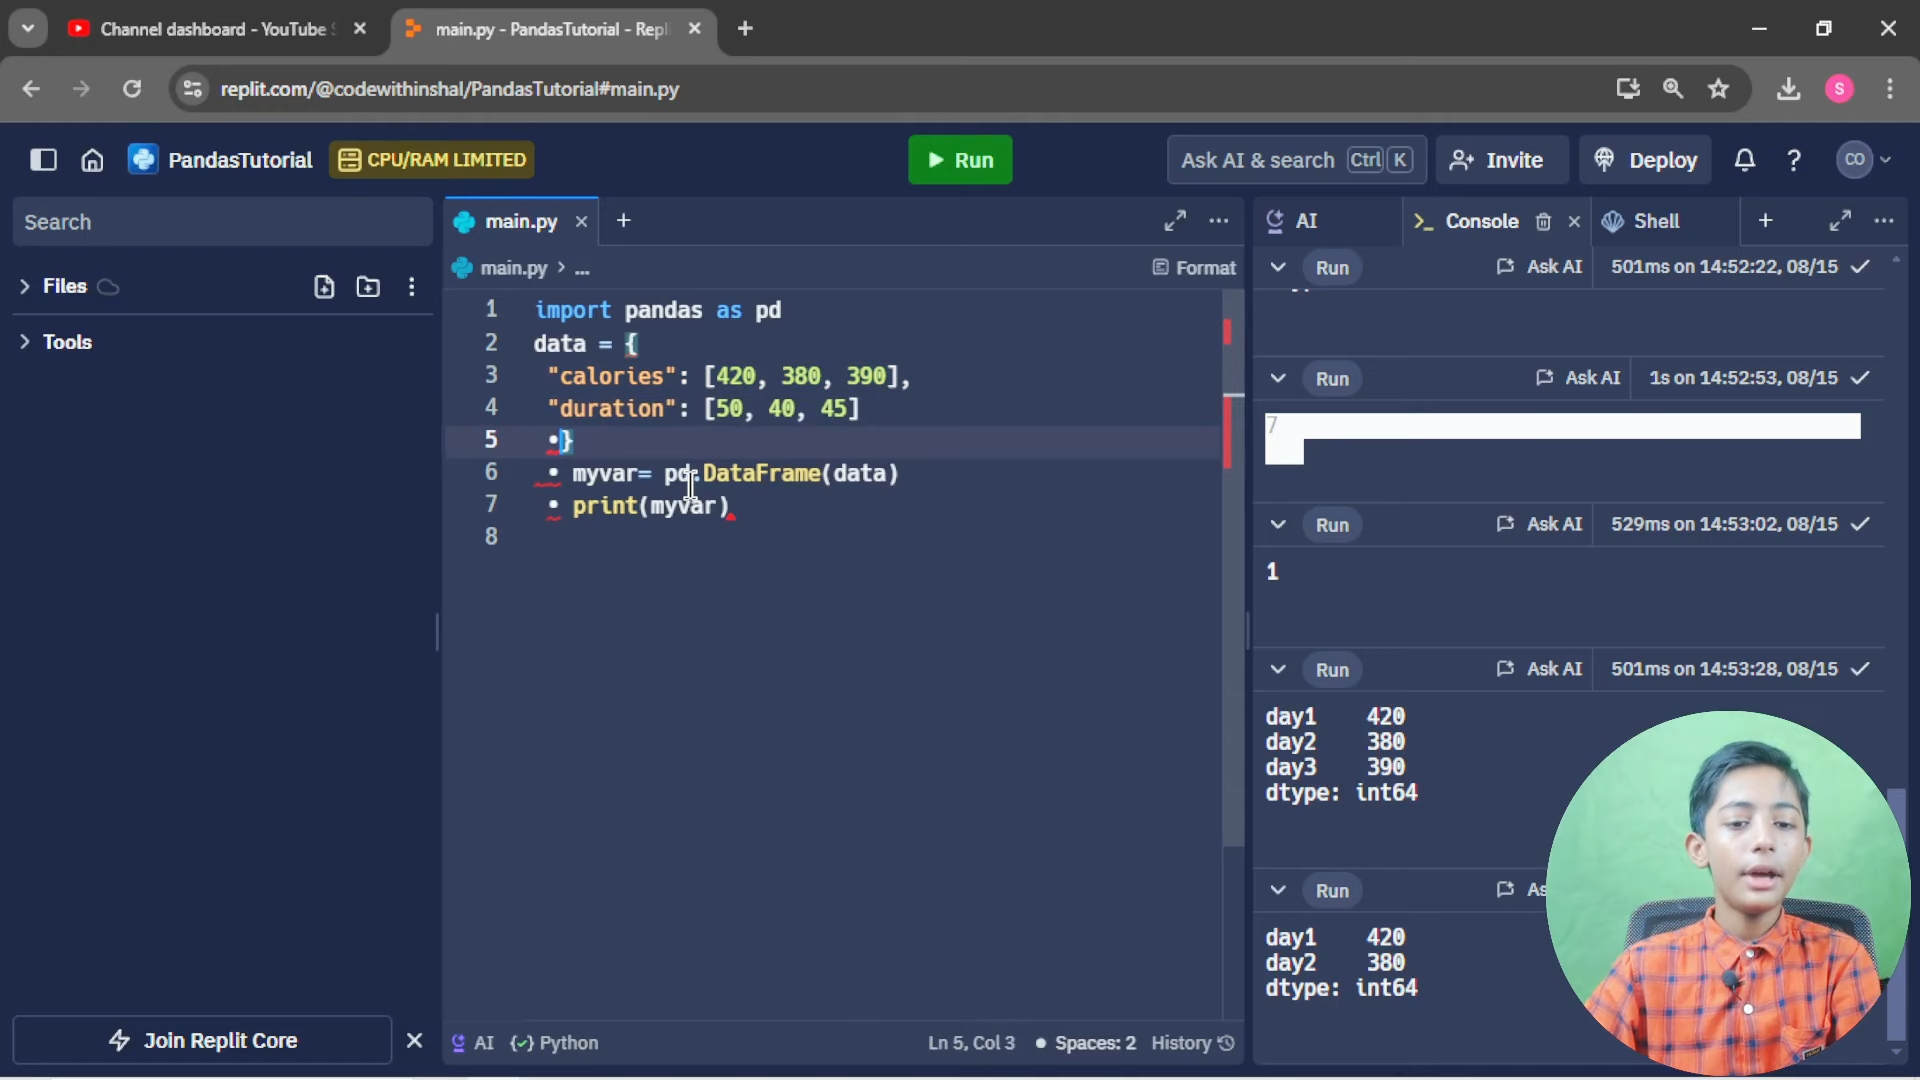 Channel dashboard - YouTube S
main.py - PandasTutorial - Repl
replit.com/@codewithinshal/PandasTutorial#main.py
S
PandasTutorial
CPU/RAM LIMITED
Run
Ask AI & search Ctrl K
Invite
Deploy
?
CO
Search
Files
Tools
Join Replit Core
main.py
main.py > ...
Format
1 import pandas as pd
2 data = {
3 "calories": [420, 380, 390],
4 "duration": [50, 40, 45]
5 •}
6 • myvar= pd.DataFrame(data)
7 • print(myvar)
8
AI
Python
Ln 5, Col 3
Spaces: 2
History
AI
Console
Shell
Run Ask AI 501ms on 14:52:22, 08/15
Run Ask AI 1s on 14:52:53, 08/15
7
Run Ask AI 529ms on 14:53:02, 08/15
1
Run Ask AI 501ms on 14:53:28, 08/15
day1 420
day2 380
day3 390
dtype: int64
Run
day1 420
day2 380
dtype: int64